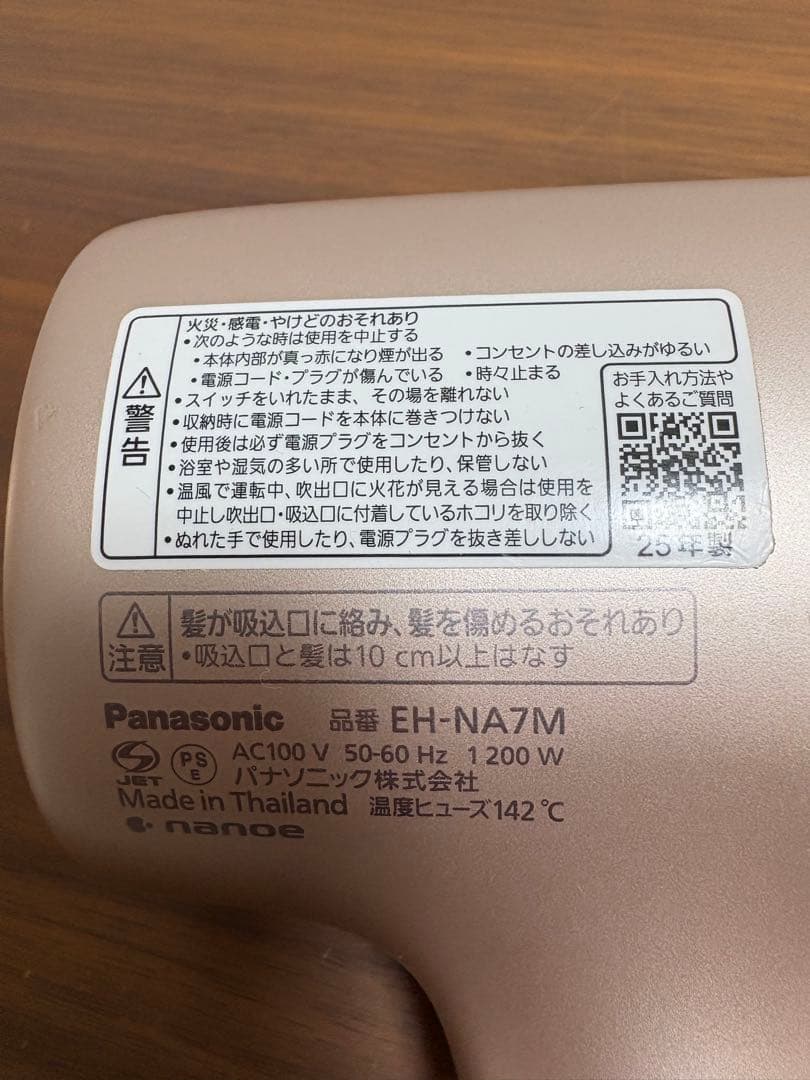 火災・感電・やけどのおそれあり
•次のような時は使用を中止する
•本体内部が真っ赤になり煙が出る •コンセントの差し込みがゆるい
•電源コード・プラグが傷んでいる •時々止まる
•スイッチをいれたまま、その場を離れない
•収納時に電源コードを本体に巻きつけない
•使用後は必ず電源プラグをコンセントから抜く
•浴室や湿気の多い所で使用したり、保管しない
•温風で運転中、吹出口に火花が見える場合は使用を
中止し吹出口・吸込口に付着しているホコリを取り除く
•ぬれた手で使用したり、電源プラグを抜き差ししない
警告
お手入れ方法や
よくあるご質問
25年製
注意
髪が吸込口に絡み、髪を傷めるおそれあり
•吸込口と髪は10 cm以上はなす
Panasonic 品番 EH-NA7M
JET PS E AC100 V 50-60 Hz 1 200 W
パナソニック株式会社
Made in Thailand 温度ヒューズ142 ℃
nanoe